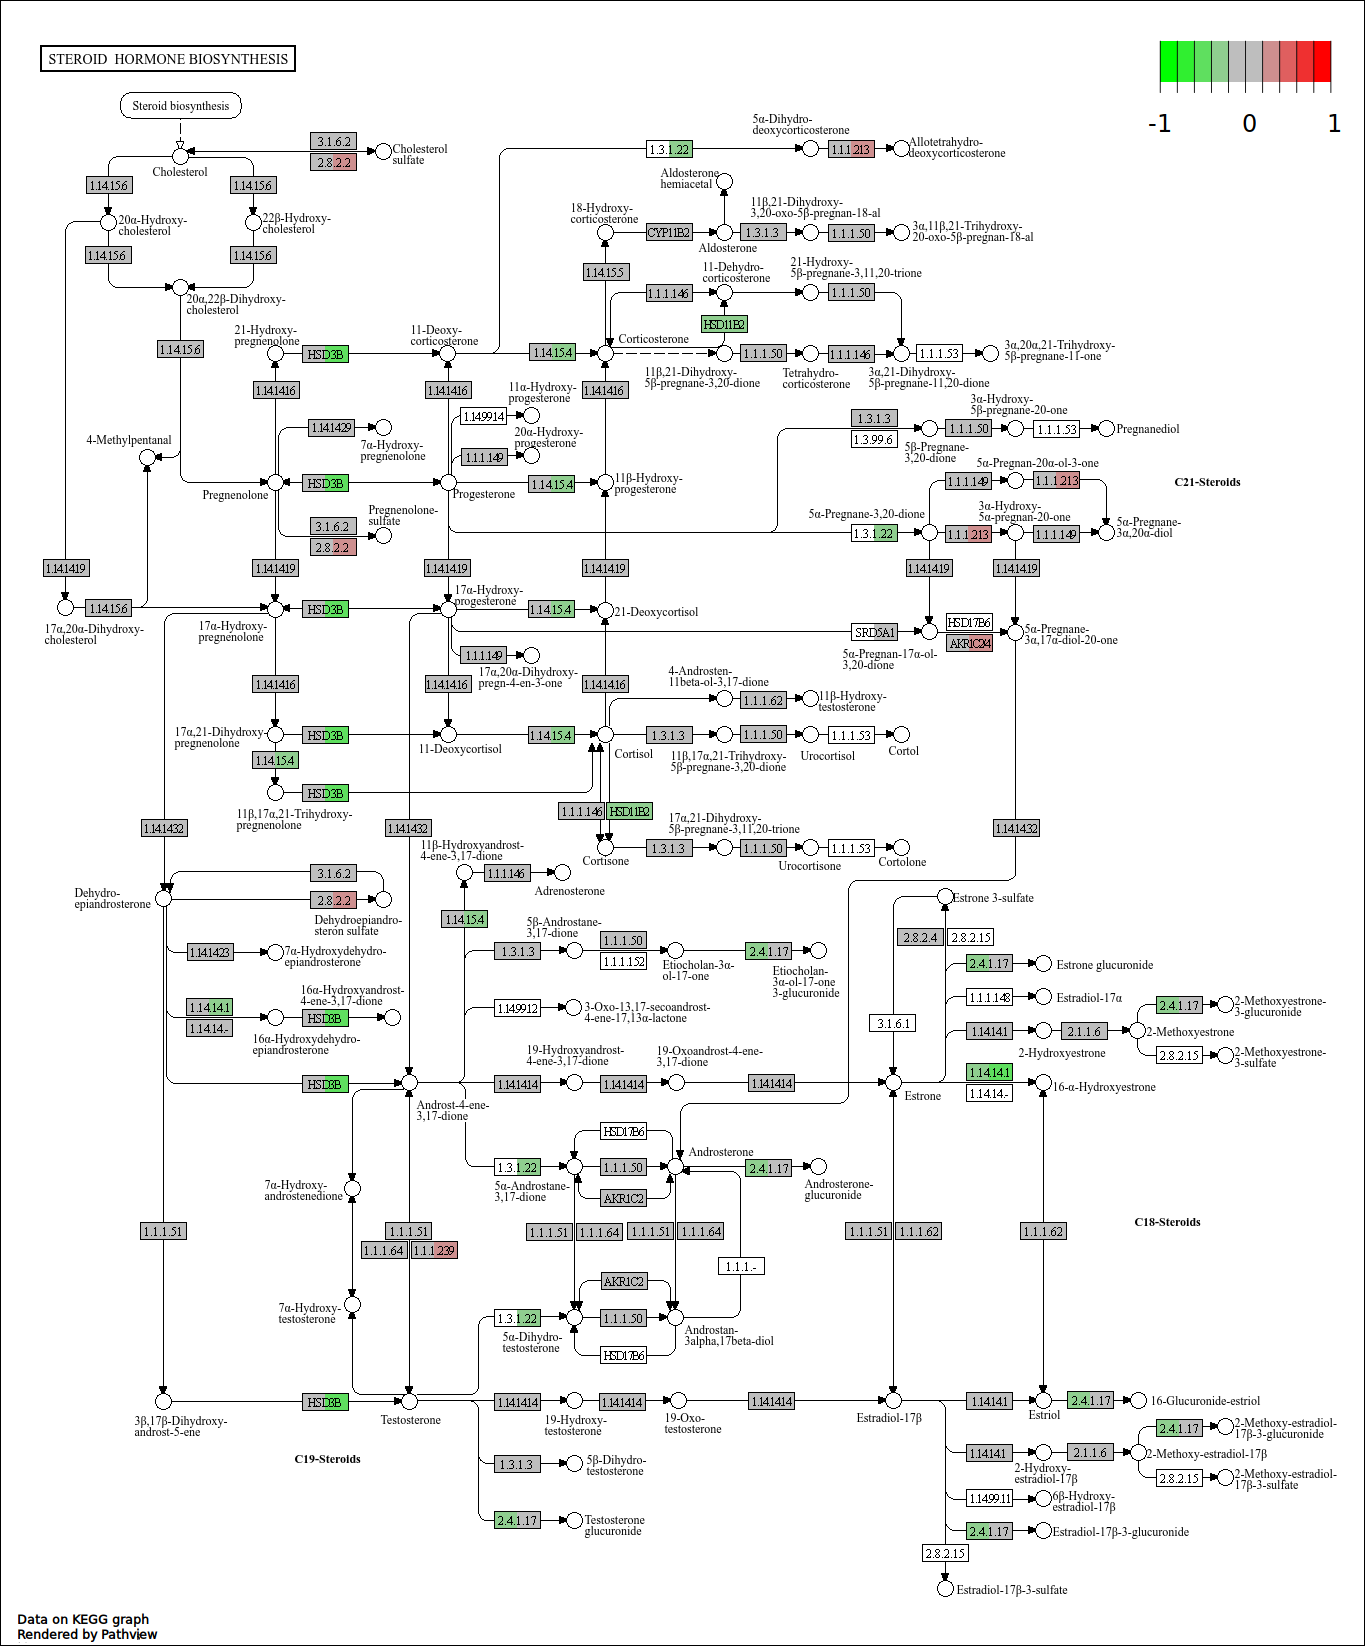 STEROID HORMONE BIOSYNTHESIS
-1 0 1
Steroid biosynthesis
Cholesterol
3.1.6.2
2.8.2.2
Cholesterol
sulfate
1.14.15.6
1.14.15.6
20α-Hydroxy-
cholesterol
22β-Hydroxy-
cholesterol
1.14.15.6
1.14.15.6
20α,22β-Dihydroxy-
cholesterol
1.14.15.6
4-Methylpentanal
5α-Dihydro-
deoxycorticosterone
1.3.1.22
1.1.1.213
Allotetrahydro-
deoxycorticosterone
Aldosterone
hemiacetal
18-Hydroxy-
corticosterone
CYP11B2
Aldosterone
11β,21-Dihydroxy-
3,20-oxo-5β-pregnan-18-al
1.3.1.3
1.1.1.50
3α,11β,21-Trihydroxy-
20-oxo-5β-pregnan-18-al
1.14.15.5
11-Dehydro-
corticosterone
21-Hydroxy-
5β-pregnane-3,11,20-trione
1.1.1.146
1.1.1.50
HSD11B2
21-Hydroxy-
pregnenolone
HSD3B
11-Deoxy-
corticosterone
1.14.15.4
Corticosterone
11β,21-Dihydroxy-
5β-pregnane-3,20-dione
1.1.1.50
Tetrahydro-
corticosterone
1.1.1.146
3α,21-Dihydroxy-
5β-pregnane-11,20-dione
1.1.1.53
3α,20α,21-Trihydroxy-
5β-pregnane-11-one
1.14.14.16
1.14.14.16
1.14.14.16
11α-Hydroxy-
progesterone
1.14.99.14
20α-Hydroxy-
progesterone
1.1.1.149
1.14.14.29
7α-Hydroxy-
pregnenolone
1.3.1.3
1.3.99.6
5β-Pregnane-
3,20-dione
1.1.1.50
3α-Hydroxy-
5β-pregnane-20-one
1.1.1.53
Pregnanediol
Pregnenolone
HSD3B
Progesterone
1.14.15.4
11β-Hydroxy-
progesterone
5α-Pregnan-20α-ol-3-one
1.1.1.149
1.1.1.213
C21-Steroids
3.1.6.2
2.8.2.2
Pregnenolone-
sulfate
5α-Pregnane-3,20-dione
1.3.1.22
1.1.1.213
3α-Hydroxy-
5α-pregnan-20-one
1.1.1.149
5α-Pregnane-
3α,20α-diol
1.14.14.19
1.14.14.19
1.14.14.19
1.14.14.19
1.14.14.19
1.14.14.19
17α,20α-Dihydroxy-
cholesterol
1.14.15.6
17α-Hydroxy-
pregnenolone
HSD3B
17α-Hydroxy-
progesterone
1.14.15.4
21-Deoxycortisol
SRD5A1
5α-Pregnan-17α-ol-
3,20-dione
HSD17B6
AKR1C24
5α-Pregnane-
3α,17α-diol-20-one
1.1.1.149
17α,20α-Dihydroxy-
pregn-4-en-3-one
1.14.14.16
1.14.14.16
1.14.14.16
4-Androsten-
11beta-ol-3,17-dione
1.1.1.62
11β-Hydroxy-
testosterone
17α,21-Dihydroxy-
pregnenolone
HSD3B
11-Deoxycortisol
1.14.15.4
Cortisol
1.3.1.3
11β,17α,21-Trihydroxy-
5β-pregnane-3,20-dione
1.1.1.50
Urocortisol
1.1.1.53
Cortol
1.14.15.4
HSD3B
11β,17α,21-Trihydroxy-
pregnenolone
1.1.1.146
HSD11B2
17α,21-Dihydroxy-
5β-pregnane-3,11,20-trione
Cortisone
1.3.1.3
1.1.1.50
Urocortisone
1.1.1.53
Cortolone
1.14.14.32
1.14.14.32
1.14.14.32
11β-Hydroxyandrost-
4-ene-3,17-dione
1.1.1.146
Adrenosterone
Dehydro-
epiandrosterone
3.1.6.2
2.8.2.2
Dehydroepiandro-
steron sulfate
1.14.15.4
Estrone 3-sulfate
2.8.2.4
2.8.2.15
1.14.14.23
7α-Hydroxydehydro-
epiandrosterone
5β-Androstane-
3,17-dione
1.3.1.3
1.1.1.50
1.1.1.152
Etiocholan-3α-
ol-17-one
2.4.1.17
Etiocholan-
3α-ol-17-one
3-glucuronide
2.4.1.17
Estrone glucuronide
1.14.14.1
1.14.14.-
16α-Hydroxydehydro-
epiandrosterone
16α-Hydroxyandrost-
4-ene-3,17-dione
HSD3B
1.14.99.12
3-Oxo-13,17-secoandrost-
4-ene-17,13α-lactone
1.1.1.148
Estradiol-17α
3.1.6.1
1.14.14.1
2-Hydroxyestrone
2.1.1.6
2-Methoxyestrone
2.4.1.17
2-Methoxyestrone-
3-glucuronide
2.8.2.15
2-Methoxyestrone-
3-sulfate
HSD3B
Androst-4-ene-
3,17-dione
1.14.14.14
19-Hydroxyandrost-
4-ene-3,17-dione
1.14.14.14
19-Oxoandrost-4-ene-
3,17-dione
1.14.14.14
Estrone
1.14.14.1
1.14.14.-
16-α-Hydroxyestrone
HSD17B6
1.3.1.22
5α-Androstane-
3,17-dione
1.1.1.50
AKR1C2
Androsterone
2.4.1.17
Androsterone-
glucuronide
7α-Hydroxy-
androstenedione
1.1.1.51
1.1.1.51
1.1.1.64
1.1.1.239
1.1.1.51
1.1.1.64
1.1.1.51
1.1.1.64
1.1.1.-
1.1.1.51
1.1.1.62
1.1.1.62
C18-Steroids
7α-Hydroxy-
testosterone
AKR1C2
1.3.1.22
5α-Dihydro-
testosterone
1.1.1.50
HSD17B6
Androstan-
3alpha,17beta-diol
3β,17β-Dihydroxy-
androst-5-ene
HSD3B
Testosterone
1.14.14.14
19-Hydroxy-
testosterone
1.14.14.14
19-Oxo-
testosterone
1.14.14.14
Estradiol-17β
1.14.14.1
Estriol
2.4.1.17
16-Glucuronide-estriol
C19-Steroids
1.3.1.3
5β-Dihydro-
testosterone
2.4.1.17
Testosterone
glucuronide
1.14.14.1
2-Hydroxy-
estradiol-17β
2.1.1.6
2-Methoxy-estradiol-17β
2.4.1.17
2-Methoxy-estradiol-
17β-3-glucuronide
2.8.2.15
2-Methoxy-estradiol-
17β-3-sulfate
1.14.99.11
6β-Hydroxy-
estradiol-17β
2.4.1.17
Estradiol-17β-3-glucuronide
2.8.2.15
Estradiol-17β-3-sulfate
Data on KEGG graph
Rendered by Pathview